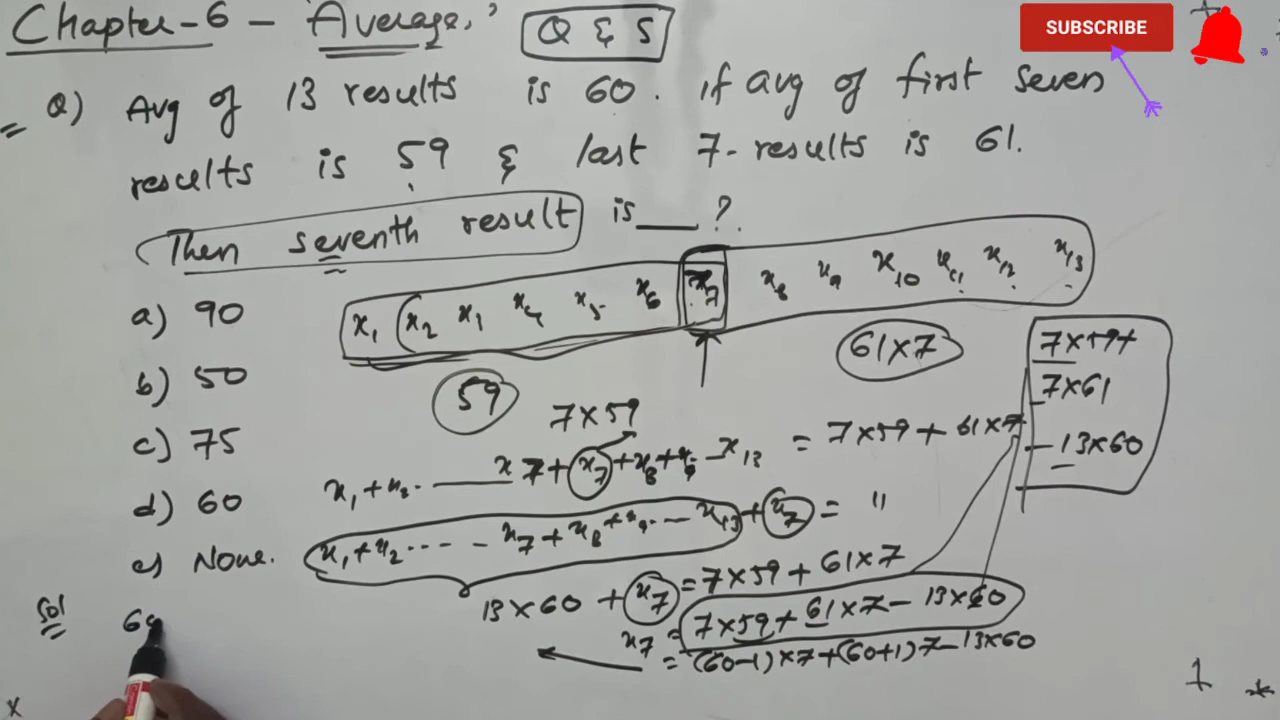 Chapter-6 - 'Average,' Q & S
SUBSCRIBE
Q) Avg of 13 results is 60. if avg of first seven
results is 59 & last 7-results is 61.
Then seventh result is ___ ?
a) 90
b) 50
c) 75
d) 60
e) None.
x₁ x₂ x₁ x₄ x₅ x₆ x₇ x₈ x₉ x₁₀ x₁₁ x₁₂ x₁₃
59
61×7
7×59
7×59+
7×61
-13×60
x₁+x₂. —— x7+x₇+x₈+x₉-x₁₃ = 7×59+61×7
x₁+x₂....- x₇+x₈+x₉.-x₁₃+x₇ = "
13×60+x₇=7×59+61×7
x₇=7×59+61×7-13×60
=(60-1)×7+(60+1)7-13×60
Sol
1